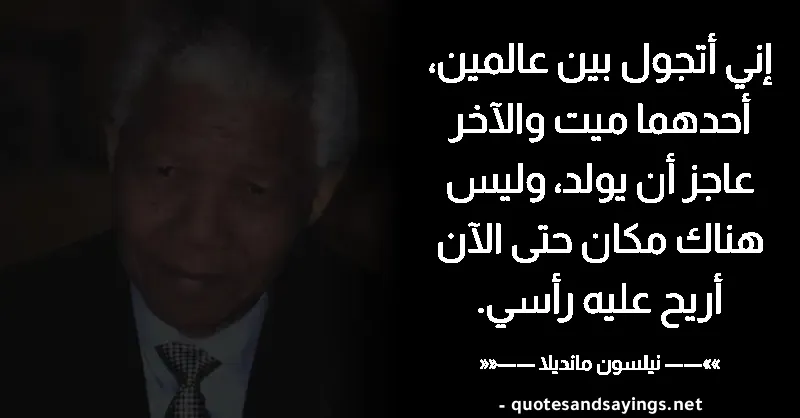 إني أتجول بين عالمين،
أحدهما ميت والآخر
عاجز أن يولد، وليس
هناك مكان حتى الآن
أريح عليه رأسي.
»»—— نيلسون مانديلا ——««
- quotesandsayings.net